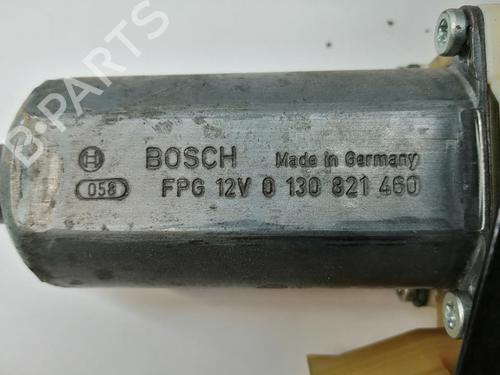 B-PARTS
BOSCH Made in Germany
058 FPG 12V 0 130 821 460